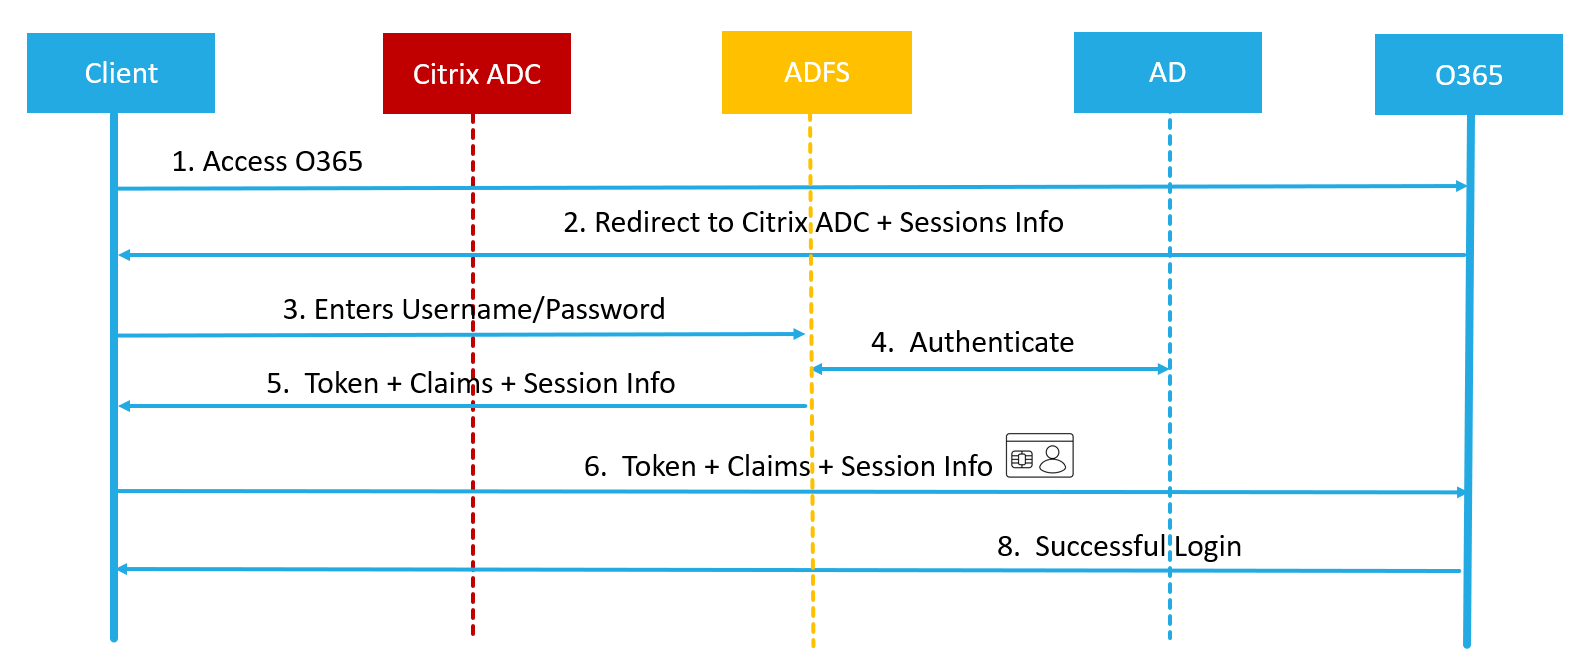 Client
Citrix ADC
ADFS
AD
O365
1. Access O365
2. Redirect to Citrix ADC + Sessions Info
3. Enters Username/Password
4. Authenticate
5. Token + Claims + Session Info
6. Token + Claims + Session Info
8. Successful Login